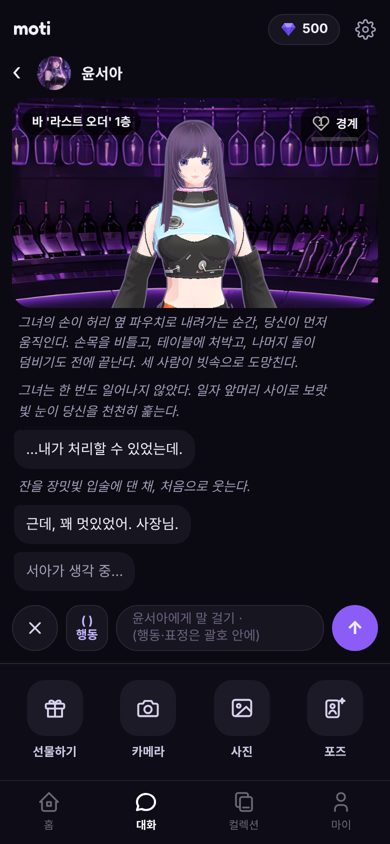 moti
500
윤서아
바 '라스트 오더' 1층
경계
그녀의 손이 허리 옆 파우치로 내려가는 순간, 당신이 먼저
움직인다. 손목을 비틀고, 테이블에 처박고, 나머지 둘이
덤비기도 전에 끝난다. 세 사람이 빗속으로 도망친다.
그녀는 한 번도 일어나지 않았다. 일자 앞머리 사이로 보랏
빛 눈이 당신을 천천히 훑는다.
...내가 처리할 수 있었는데.
잔을 장밋빛 입술에 댄 채, 처음으로 웃는다.
근데, 꽤 멋있었어. 사장님.
서아가 생각 중...
( )
행동
윤서아에게 말 걸기 ·
(행동·표정은 괄호 안에)
선물하기 카메라 사진 포즈
홈 대화 컬렉션 마이